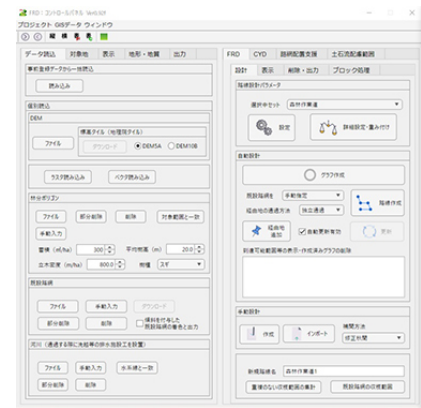 FRD：コントロールパネル Ver0.92F
プロジェクト GISデータ ウィンドウ
縦 横
データ読込 対象地 表示 地形・地質 出力
事前登録データから一括読込
読み込み
個別読込
DEM
標高タイル（地理院タイル）
ファイル ダウンロード DEM5A DEM10B
ラスタ読み込み ベクタ読み込み
林分ポリゴン
ファイル 部分削除 削除 対象範囲と一致
手動入力
蓄積（㎥/ha） 300 平均樹高（m） 20.0
立木密度（本/ha） 800.0 樹種 スギ
既設路網
ファイル 手動入力 ダウンロード
部分削除 削除 傾斜を付与した
既設路網の着色と出力
河川（通過する際に洗越等の排水施設工を設置）
ファイル 手動入力 水系線と一致
部分削除 削除
FRD CYD 路網配置支援 土石流配慮範囲
設計 表示 削除・出力 ブロック処理
路線設計パラメータ
選択中セット 森林作業道
設定 詳細設定・重み付け
自動設計
グラフ作成
既設路網を 手動指定
経由地の通過方法 独立通過
路線作成
経由地
追加 自動更新有効 更新
到達可能範囲等の表示・作成済みグラフの削除
手動設計
作成 インポート 補間方法
修正秋間
新規路線名 森林作業道1
重複のない収穫範囲の集計 既設路網の収穫範囲